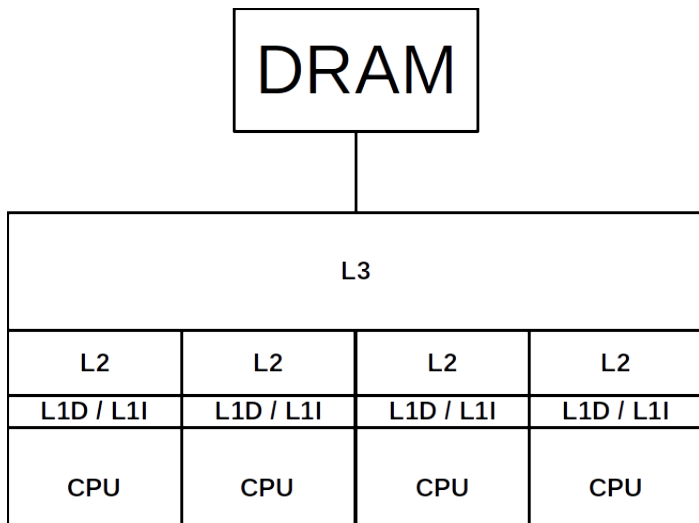 DRAM
L3
L2 L2 L2 L2
L1D / L1I L1D / L1I L1D / L1I L1D / L1I
CPU CPU CPU CPU